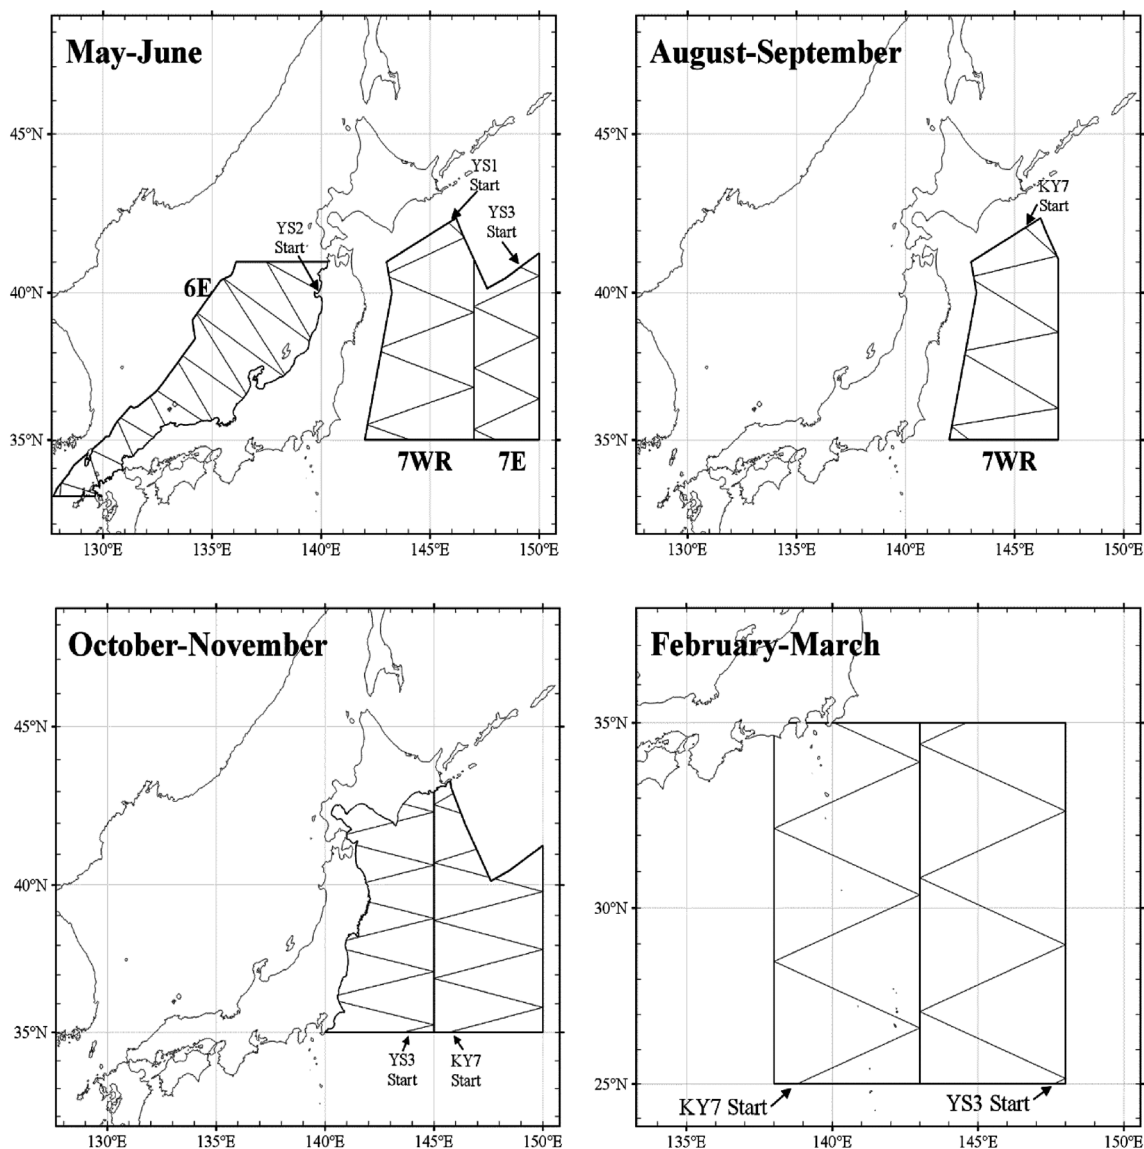 May-June
45°N
40°N
35°N
130°E
135°E
140°E
145°E
150°E
YS1
Start
YS3
Start
YS2
Start
6E
7WR
7E
August-September
45°N
40°N
35°N
130°E
135°E
140°E
145°E
150°E
KY7
Start
7WR
October-November
45°N
40°N
35°N
130°E
135°E
140°E
145°E
150°E
YS3
Start
KY7
Start
February-March
35°N
30°N
25°N
135°E
140°E
145°E
150°E
KY7 Start
YS3 Start